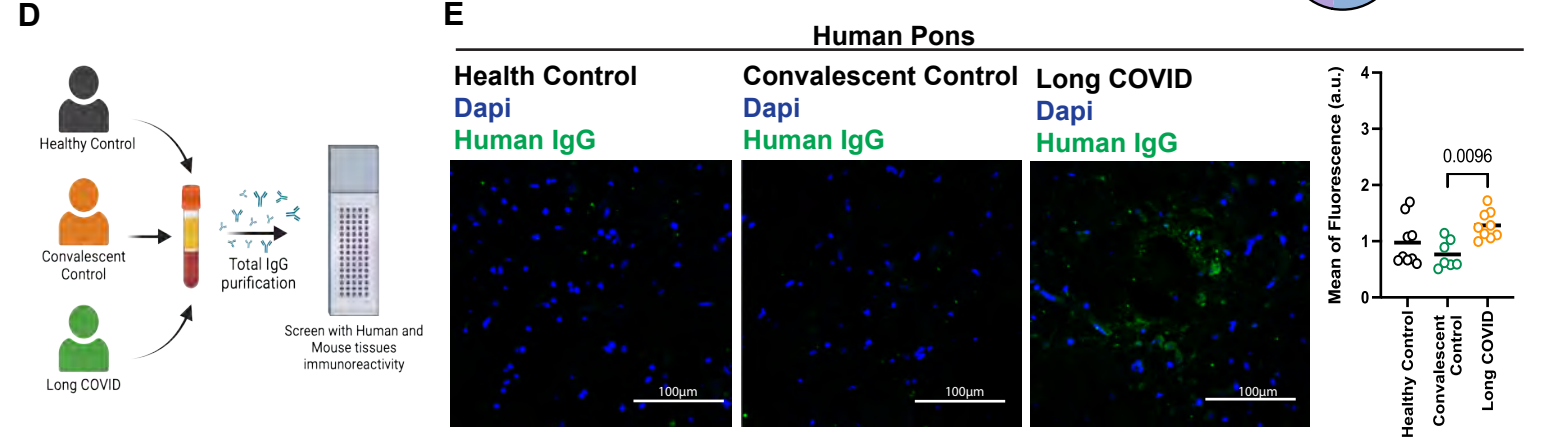 D
Healthy Control
Convalescent
Control
Long COVID
Total IgG
purification
Screen with Human and
Mouse tissues
immunoreactivity
E
Human Pons
Health Control
Dapi
Human IgG
100μm
Convalescent Control
Dapi
Human IgG
100μm
Long COVID
Dapi
Human IgG
100μm
Mean of Fluorescence (a.u.)
4
3
2
1
0
0.0096
Healthy Control
Convalescent
Control
Long COVID